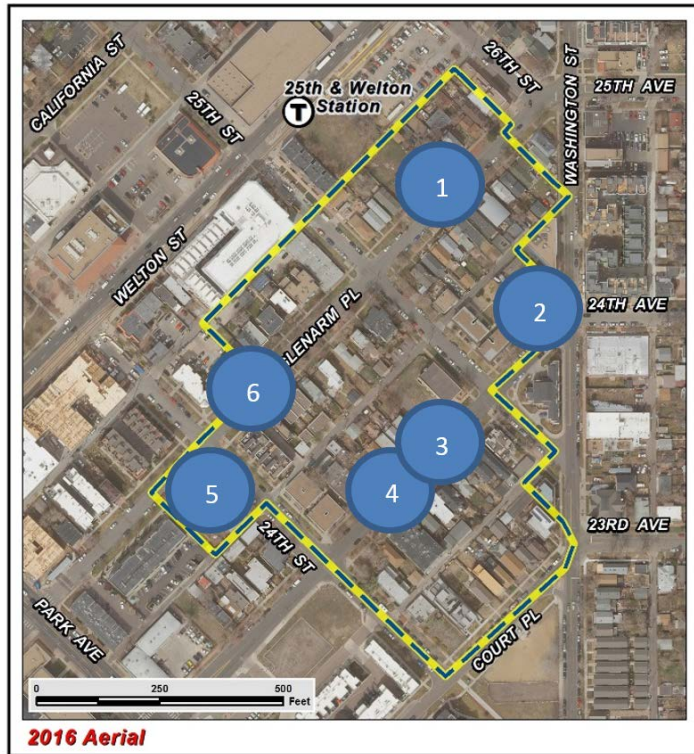 CALIFORNIA ST
25TH ST
25th & Welton
T Station
26TH ST
WASHINGTON ST
25TH AVE
1
WELTON ST
2
24TH AVE
GLENARM PL
6
3
4
5
24TH ST
23RD AVE
PARK AVE
COURT PL
0 250 500
Feet
2016 Aerial